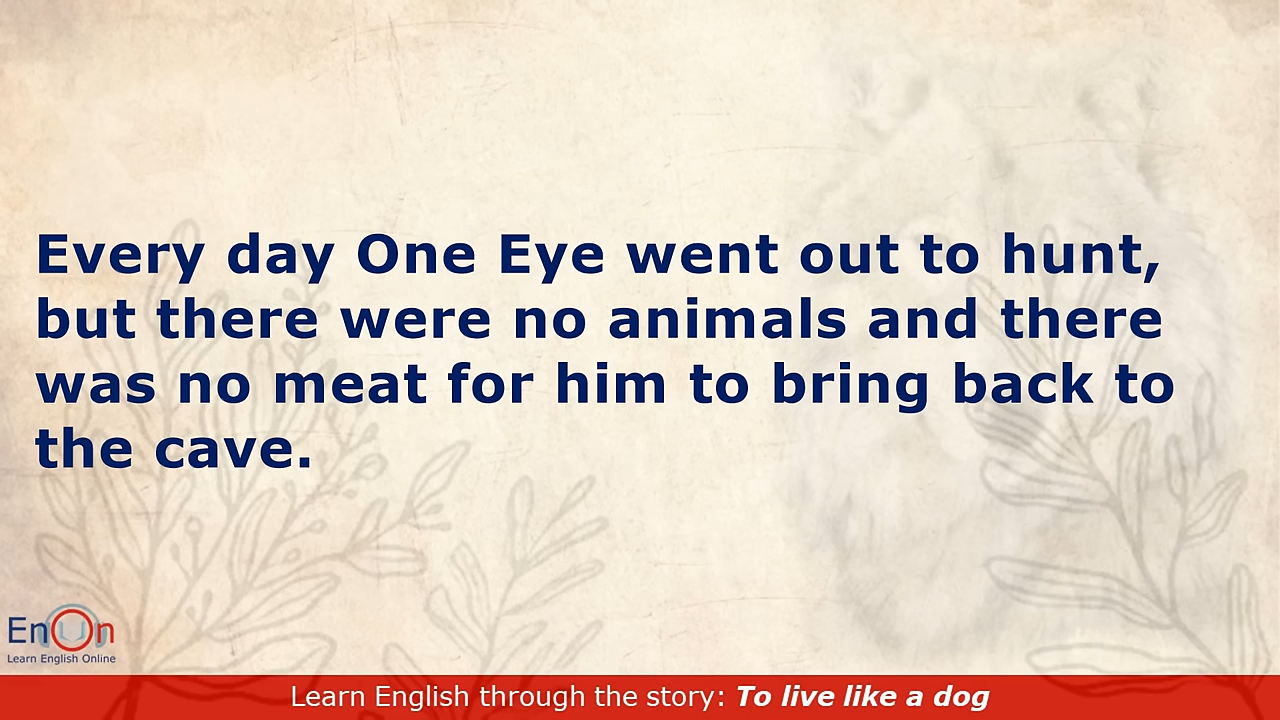 Every day One Eye went out to hunt,
but there were no animals and there
was no meat for him to bring back to
the cave.
EnOn
Learn English Online
Learn English through the story: To live like a dog